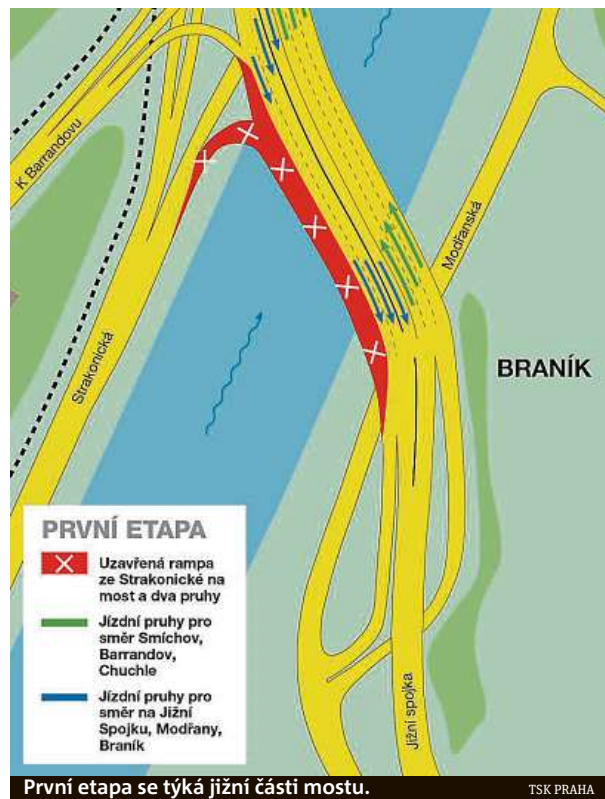 K Barrandovu
Strakonická
Modřanská
BRANÍK
Jižní spojka
PRVNÍ ETAPA
Uzavřená rampa
ze Strakonické na
most a dva pruhy
Jízdní pruhy pro
směr Smíchov,
Barrandov,
Chuchle
Jízdní pruhy pro
směr na Jižní
Spojku, Modřany,
Braník
První etapa se týká jižní části mostu.
TSK PRAHA